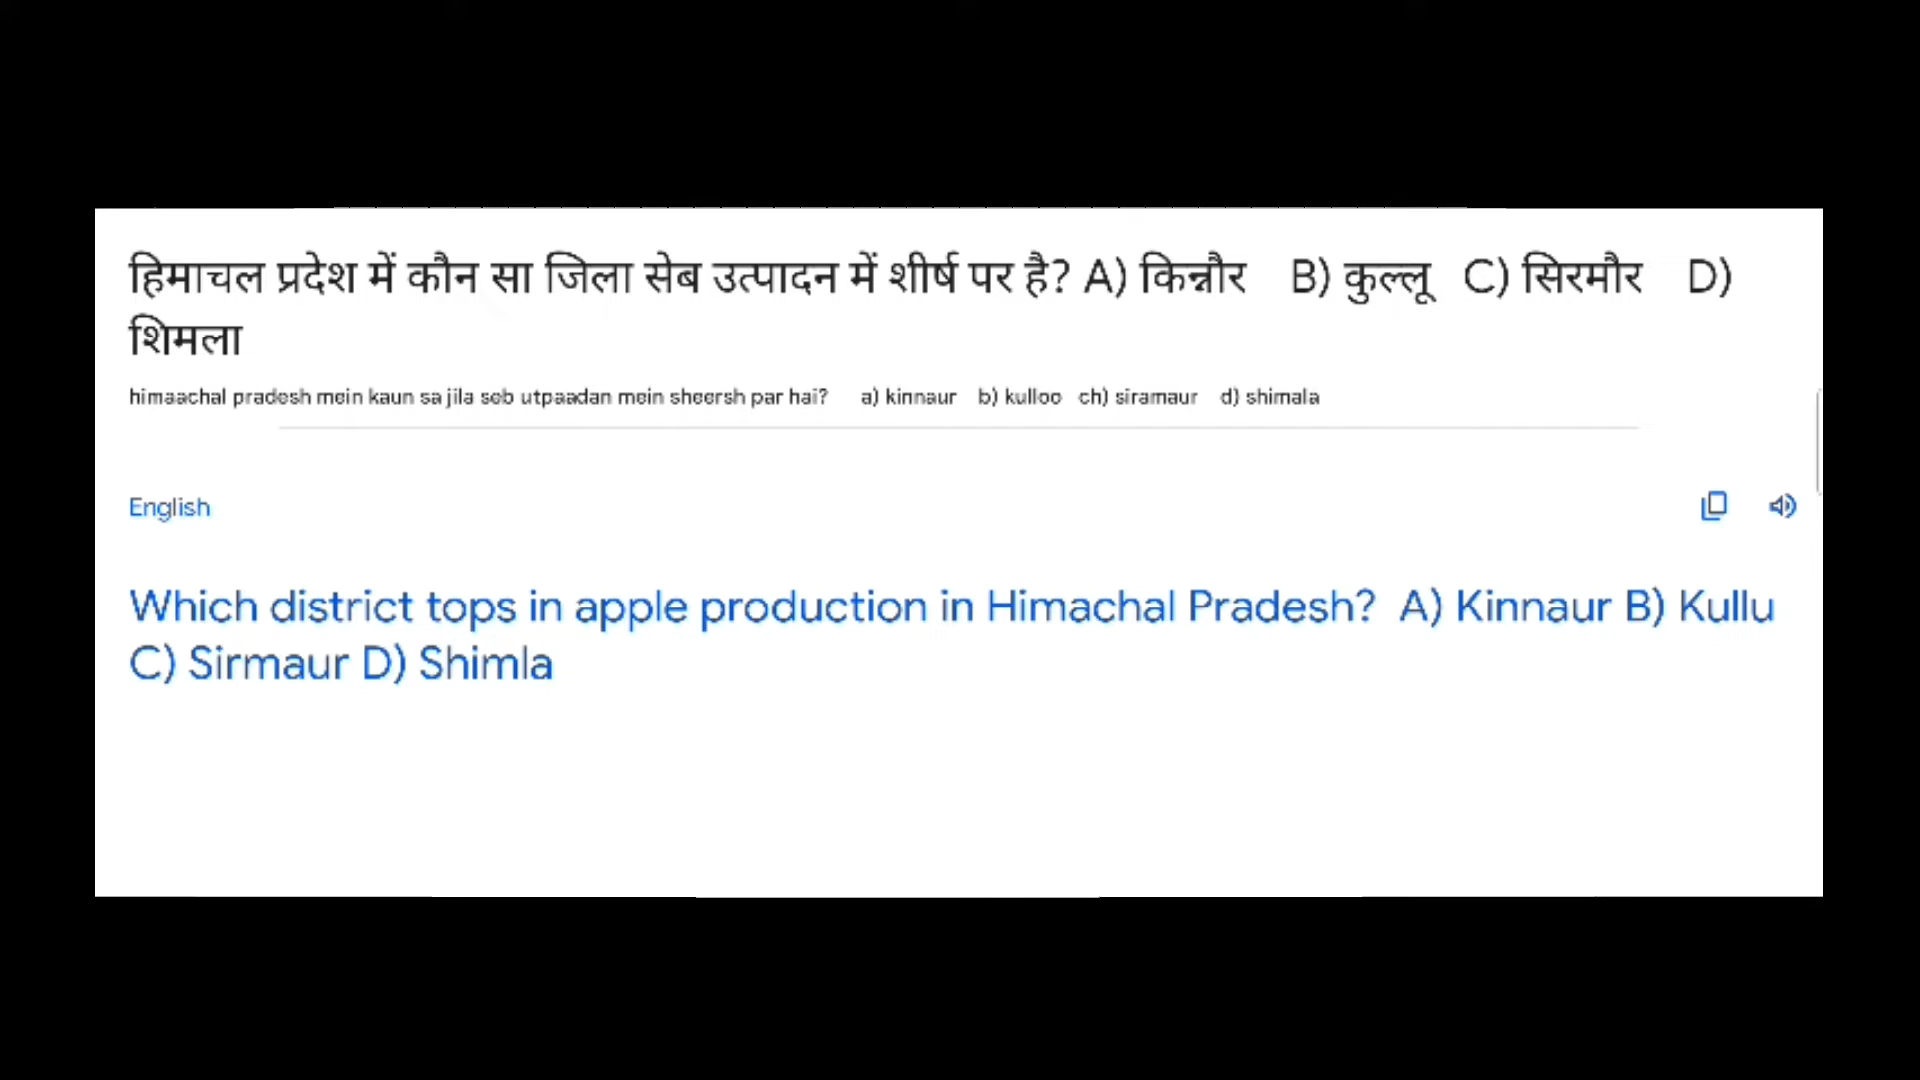 हिमाचल प्रदेश में कौन सा जिला सेब उत्पादन में शीर्ष पर है? A) किन्नौर B) कुल्लू C) सिरमौर D)
शिमला
himaachal pradesh mein kaun sa jila seb utpaadan mein sheersh par hai? a) kinnaur b) kulloo ch) siramaur d) shimala
English
Which district tops in apple production in Himachal Pradesh? A) Kinnaur B) Kullu
C) Sirmaur D) Shimla